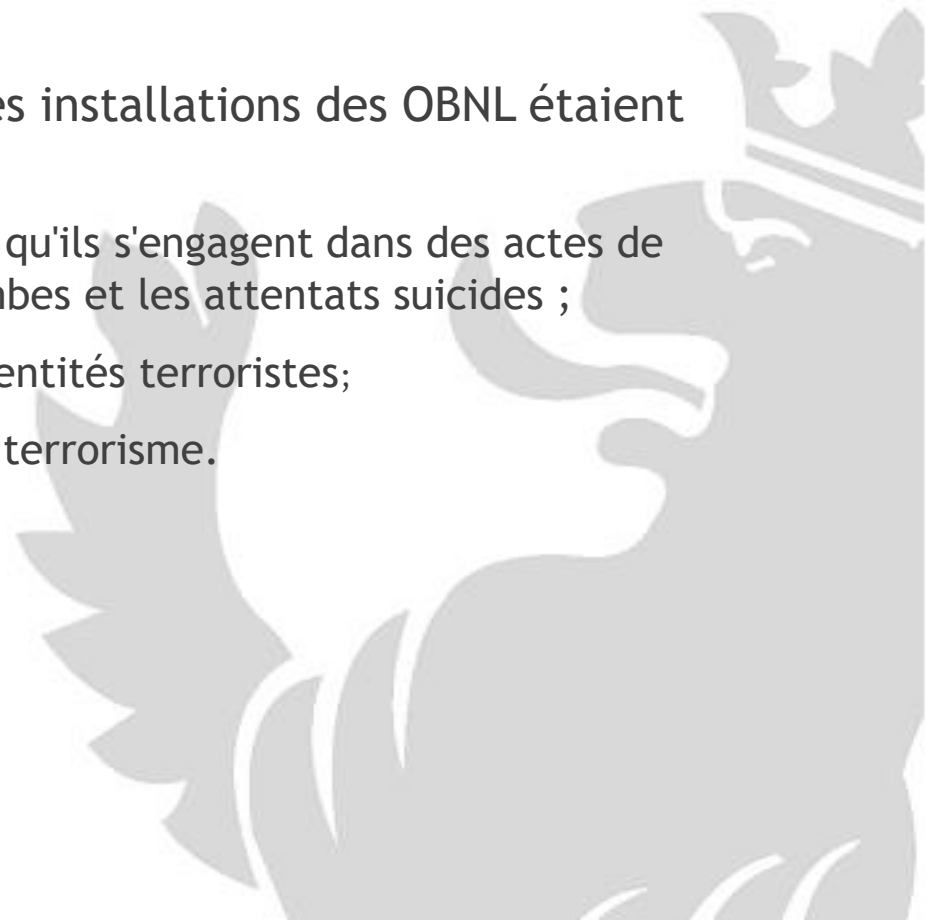 es installations des OBNL étaient
qu'ils s'engagent dans des actes de
nbes et les attentats suicides ;
entités terroristes;
terrorisme.